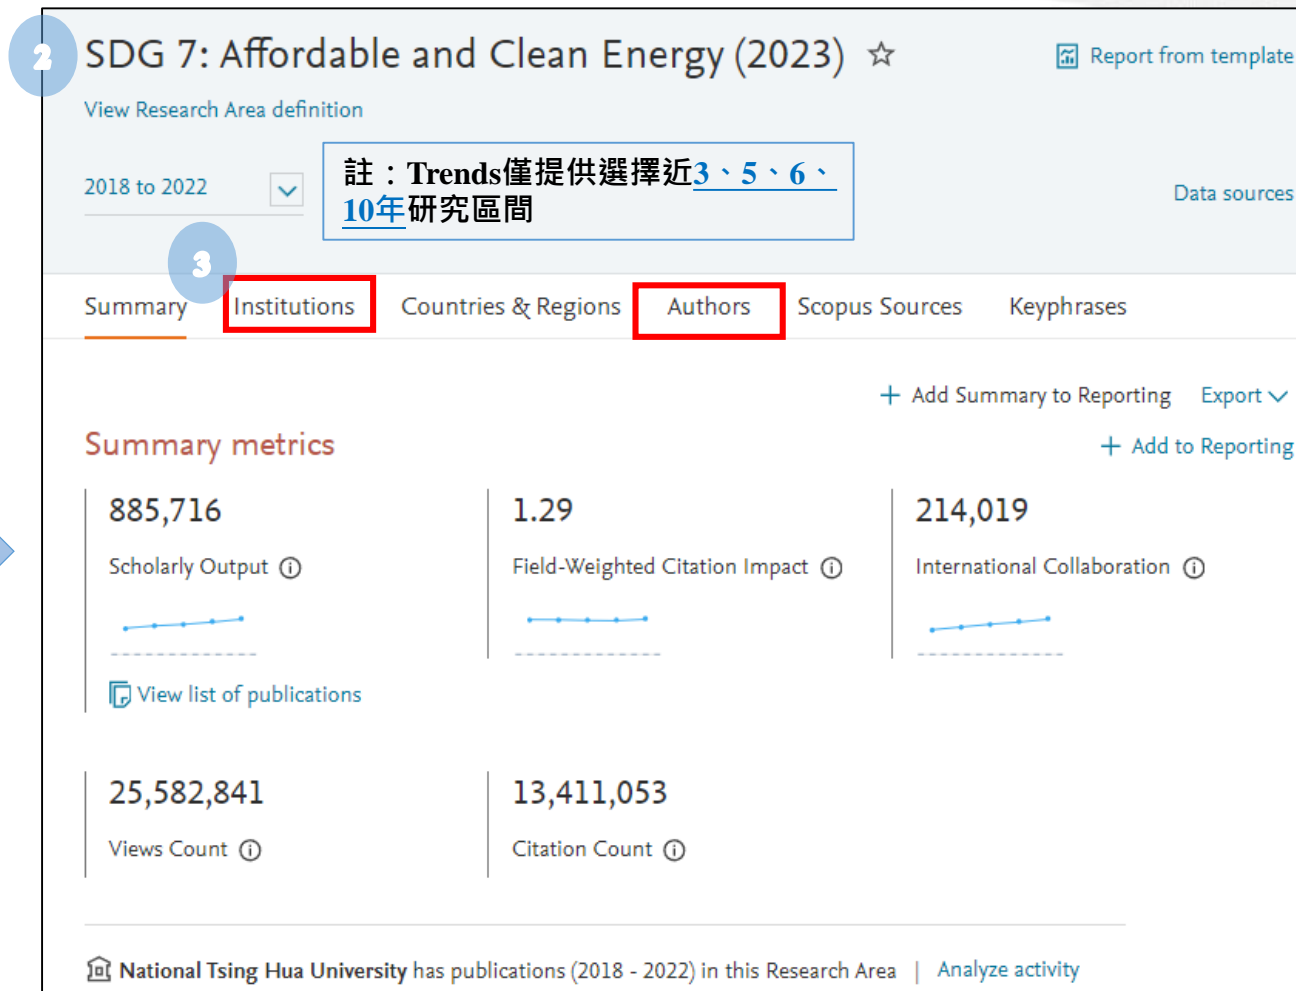 2
SDG 7: Affordable and Clean Energy (2023)
Report from template
View Research Area definition
2018 to 2022
註：Trends僅提供選擇近3、5、6、
10年研究區間
Data sources
3
Summary Institutions Countries & Regions Authors Scopus Sources Keyphrases
+ Add Summary to Reporting Export
Summary metrics
+ Add to Reporting
885,716 1.29 214,019
Scholarly Output Field-Weighted Citation Impact International Collaboration
View list of publications
25,582,841 13,411,053
Views Count Citation Count
National Tsing Hua University has publications (2018 - 2022) in this Research Area | Analyze activity